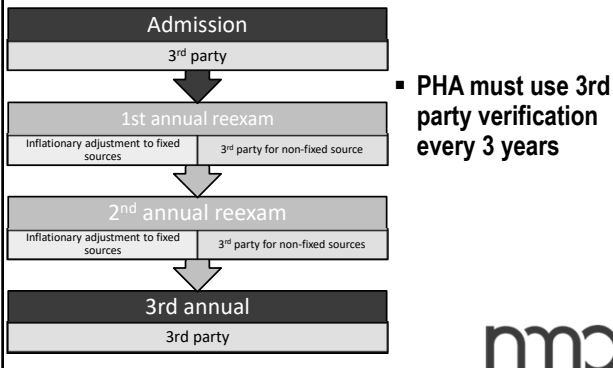 Admission
3rd party
1st annual reexam
Inflationary adjustment to fixed
sources
3rd party for non-fixed source
2nd annual reexam
Inflationary adjustment to fixed
sources
3rd party for non-fixed sources
3rd annual
3rd party
▪ PHA must use 3rd
party verification
every 3 years